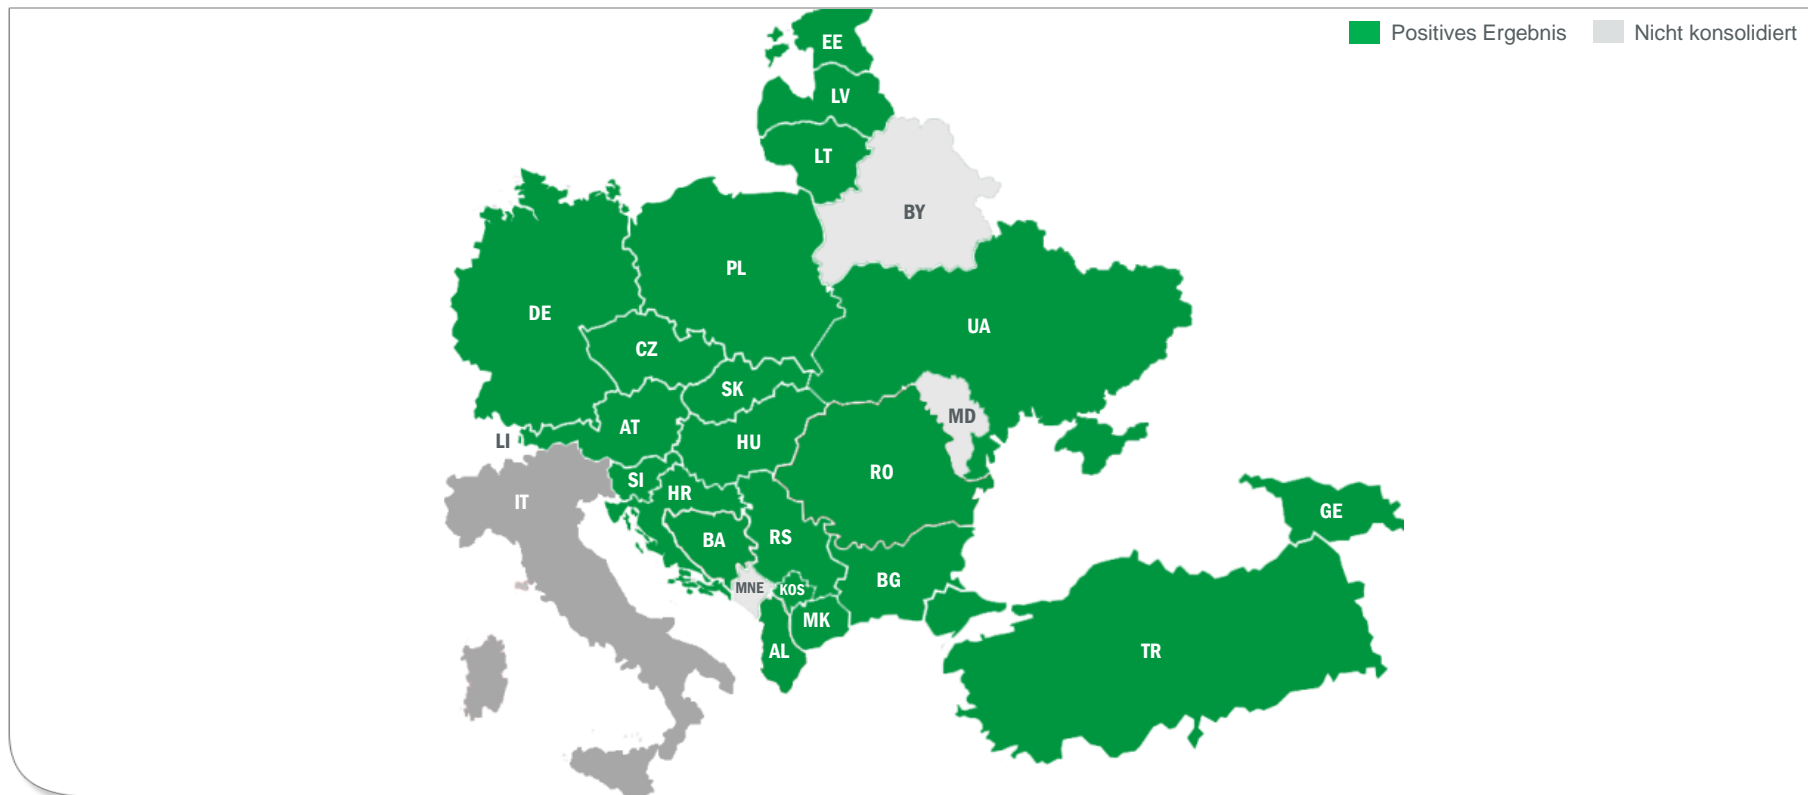 Positives Ergebnis
Nicht konsolidiert
EE
LV
LT
BY
PL
DE
UA
CZ
SK
MD
AT
LI
HU
RO
SI
HR
IT
GE
BA
RS
BG
MNE
KOS
MK
AL
TR